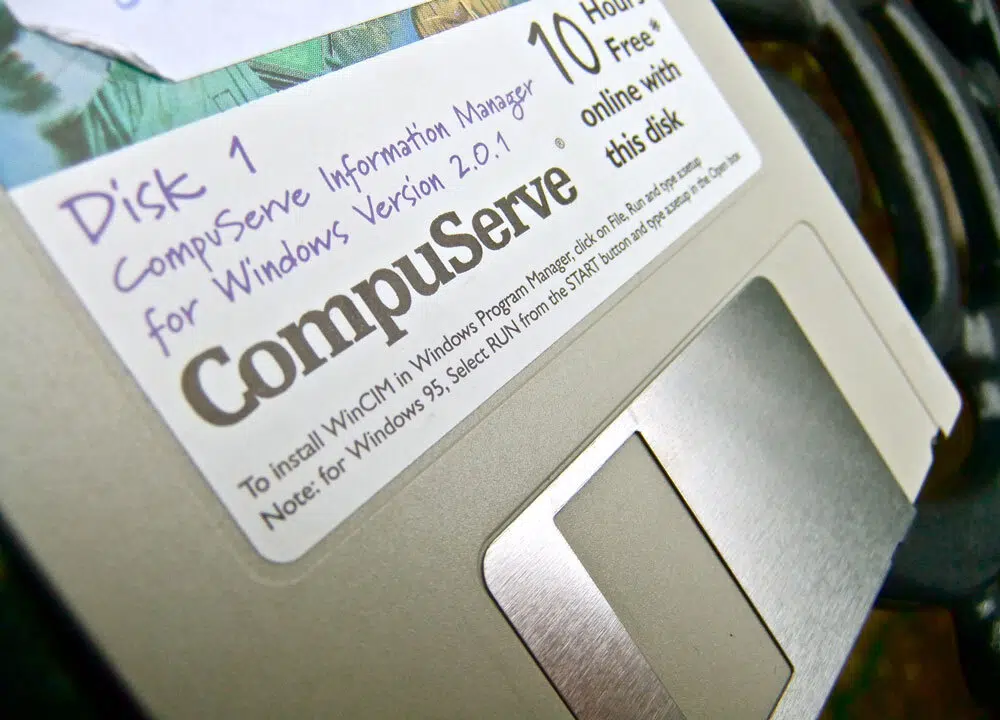 Disk 1
CompuServe Information Manager
for Windows Version 2.0.1
10 Hours
Free*
online with
this disk
CompuServe®
To install WinCIM in Windows Program Manager, click on File, Run and type a:setup
Note: for Windows 95, Select RUN from the START button and type a:setup in the Open box